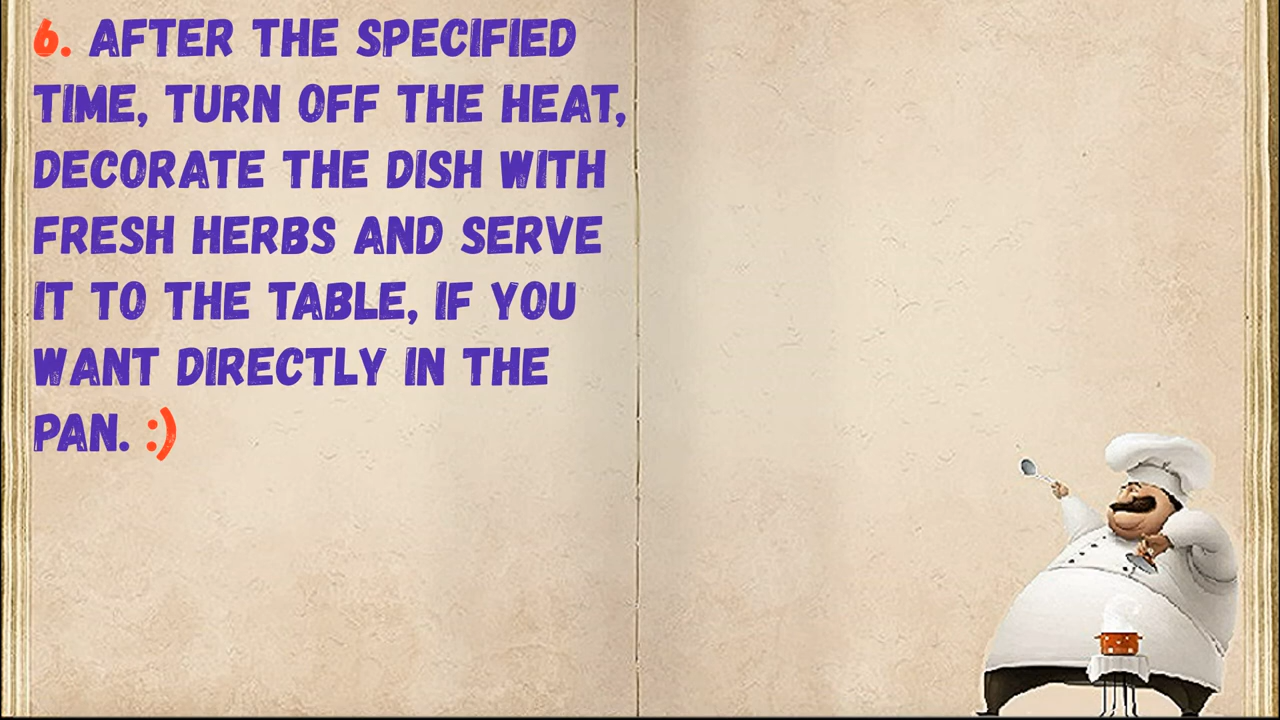 6. AFTER THE SPECIFIED
TIME, TURN OFF THE HEAT,
DECORATE THE DISH WITH
FRESH HERBS AND SERVE
IT TO THE TABLE, IF YOU
WANT DIRECTLY IN THE
PAN. :)